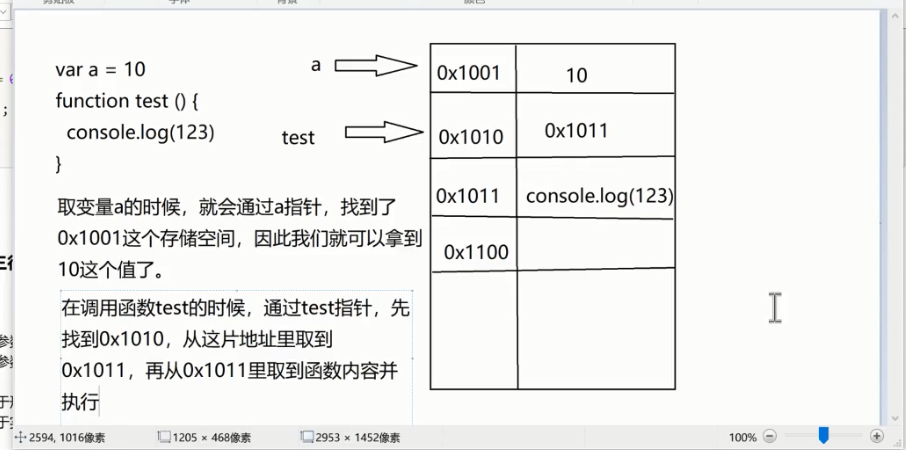 var a = 10
function test () {
console.log(123)
}
a
test
0x1001
10
0x1010
0x1011
0x1011
console.log(123)
0x1100
取变量a的时候，就会通过a指针，找到了
0x1001这个存储空间，因此我们就可以拿到
10这个值了。
在调用函数test的时候，通过test指针，先
找到0x1010，从这片地址里取到
0x1011，再从0x1011里取到函数内容并
执行
2594, 1016像素
1205 × 468像素
2953 × 1452像素
100%